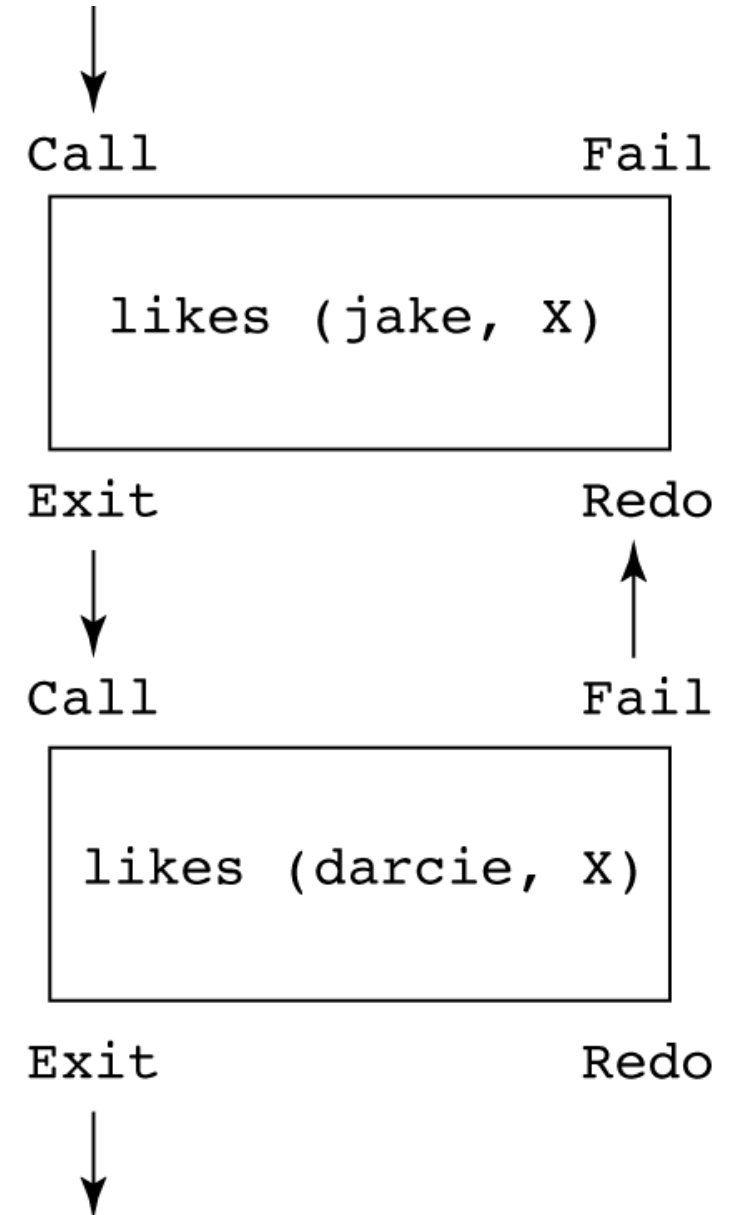 Call Fail
likes (jake, X)
Exit Redo
Call Fail
likes (darcie, X)
Exit Redo